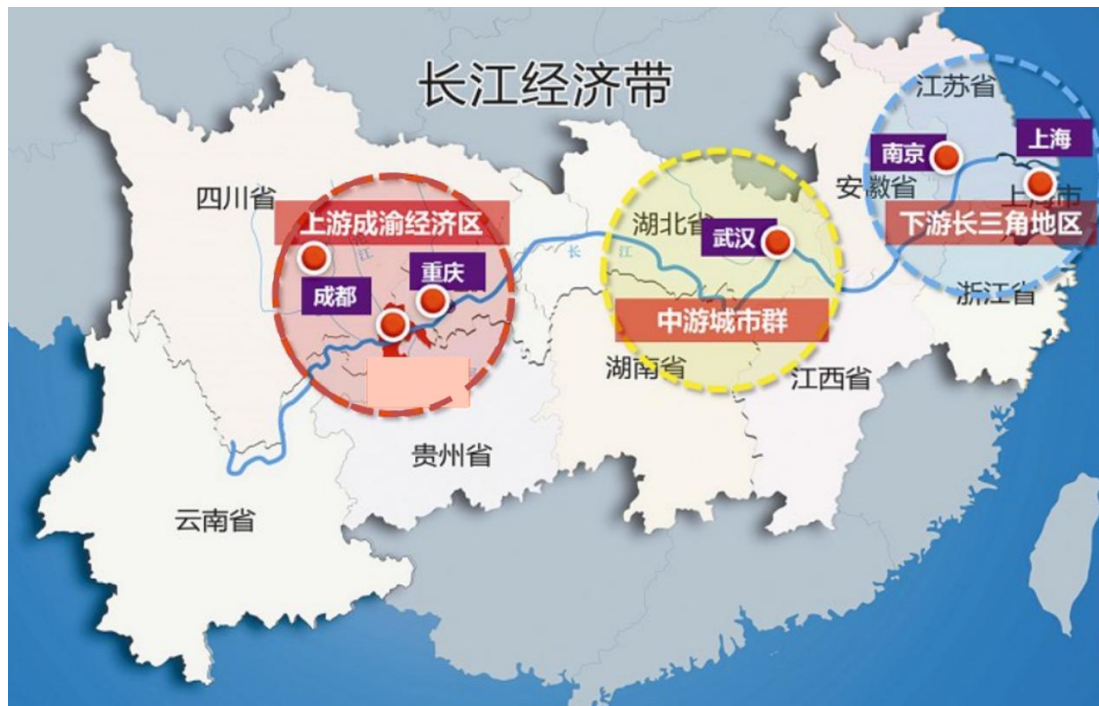 长江经济带
江苏省
上海
南京
安徽省
上海市
下游长三角地区
四川省
上游成渝经济区
湖北省
武汉
长
江
重庆
成都
浙江省
中游城市群
湖南省
江西省
贵州省
云南省